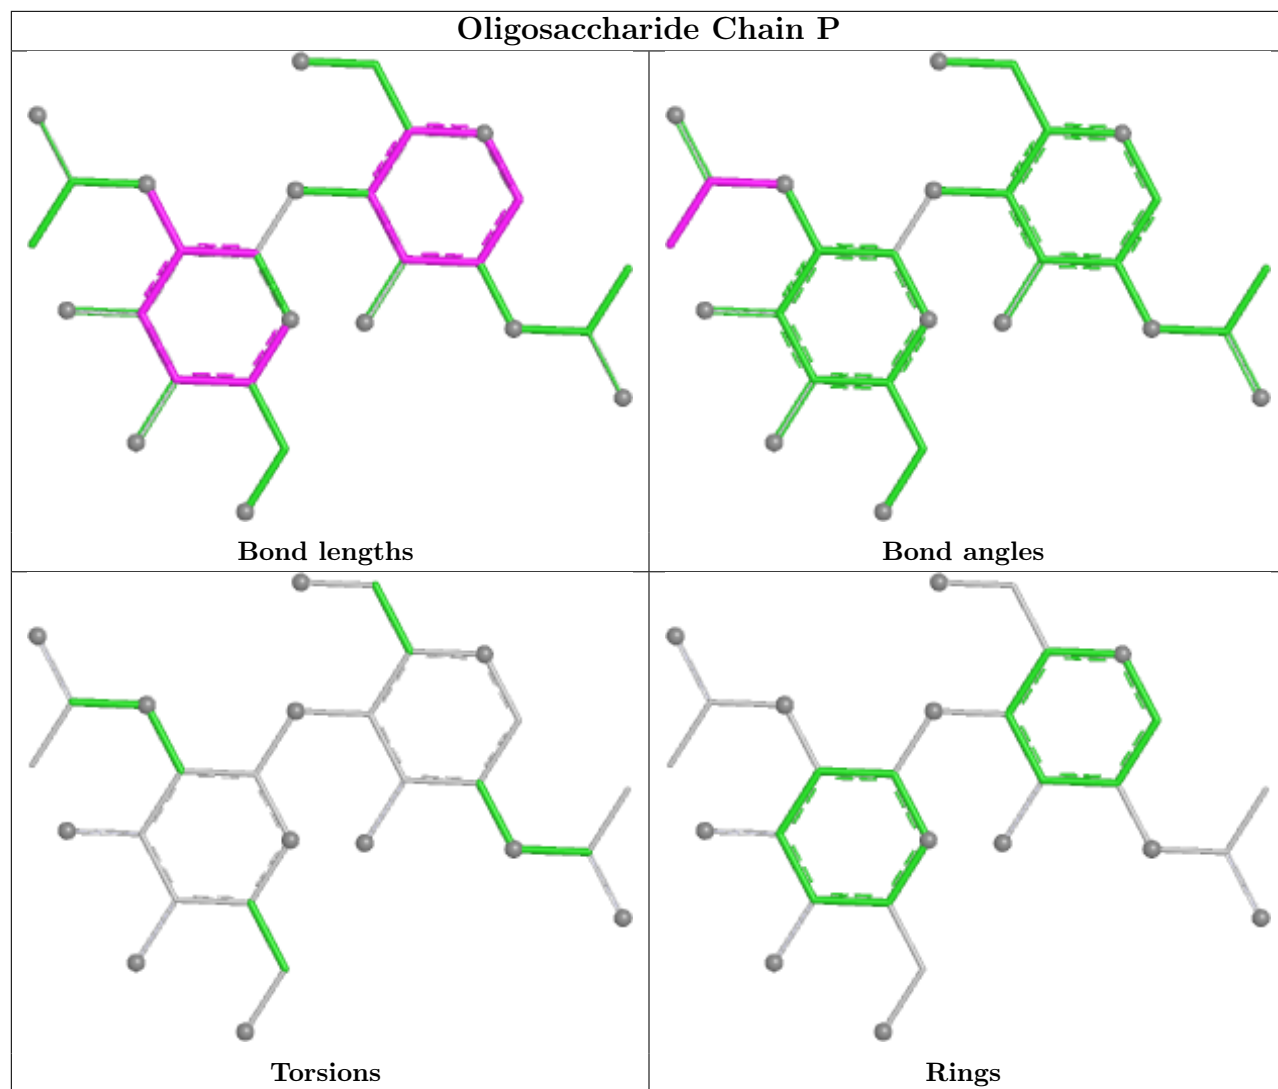 Oligosaccharide Chain P
Bond lengths
Bond angles
Torsions
Rings